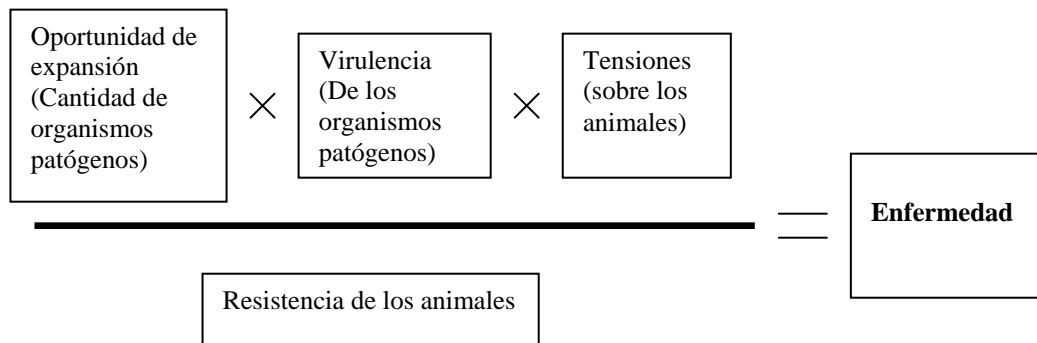 Oportunidad de
expansión
(Cantidad de
organismos
patógenos)
Virulencia
(De los
organismos
patógenos)
Tensiones
(sobre los
animales)
Enfermedad
Resistencia de los animales